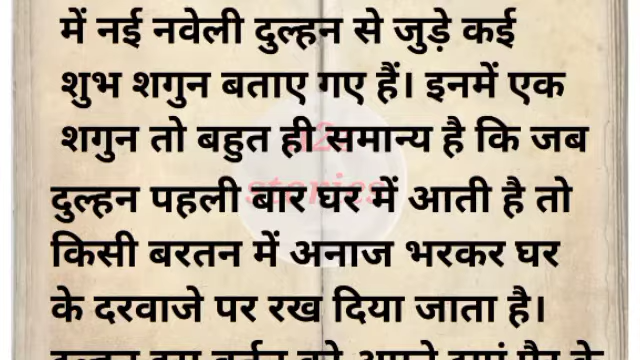 में नई नवेली दुल्हन से जुड़े कई
शुभ शगुन बताए गए हैं। इनमें एक
शगुन तो बहुत ही समान्य है कि जब
दुल्हन पहली बार घर में आती है तो
किसी बरतन में अनाज भरकर घर
के दरवाजे पर रख दिया जाता है।
stories